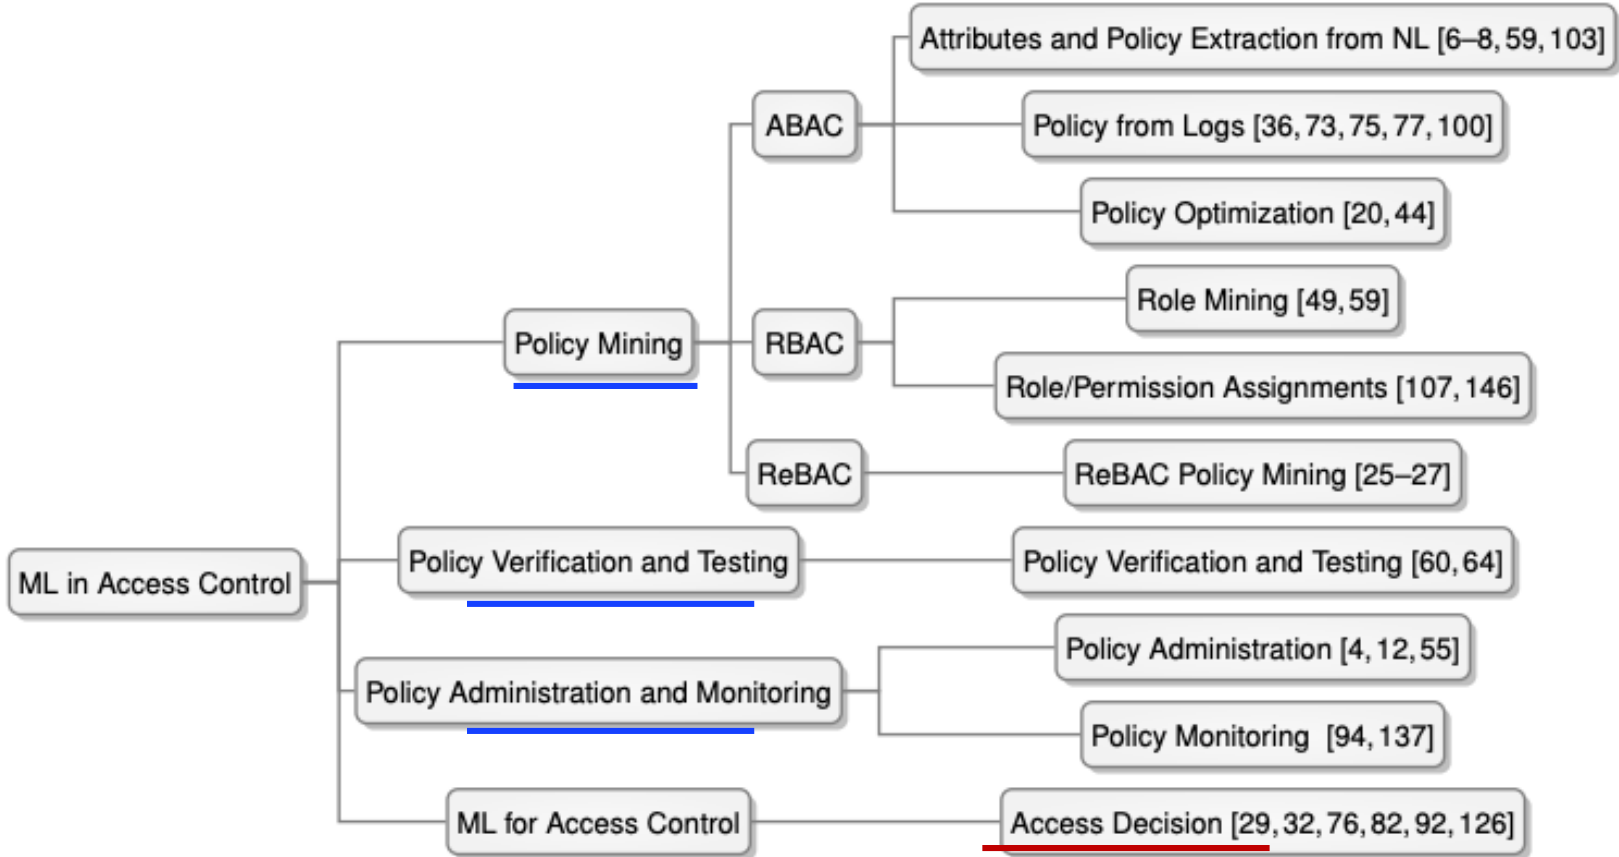 Attributes and Policy Extraction from NL [6–8, 59, 103]
ABAC
Policy from Logs [36, 73, 75, 77, 100]
Policy Optimization [20, 44]
Role Mining [49, 59]
Policy Mining
RBAC
Role/Permission Assignments [107, 146]
ReBAC
ReBAC Policy Mining [25–27]
ML in Access Control
Policy Verification and Testing
Policy Verification and Testing [60, 64]
Policy Administration [4, 12, 55]
Policy Administration and Monitoring
Policy Monitoring [94, 137]
ML for Access Control
Access Decision [29, 32, 76, 82, 92, 126]